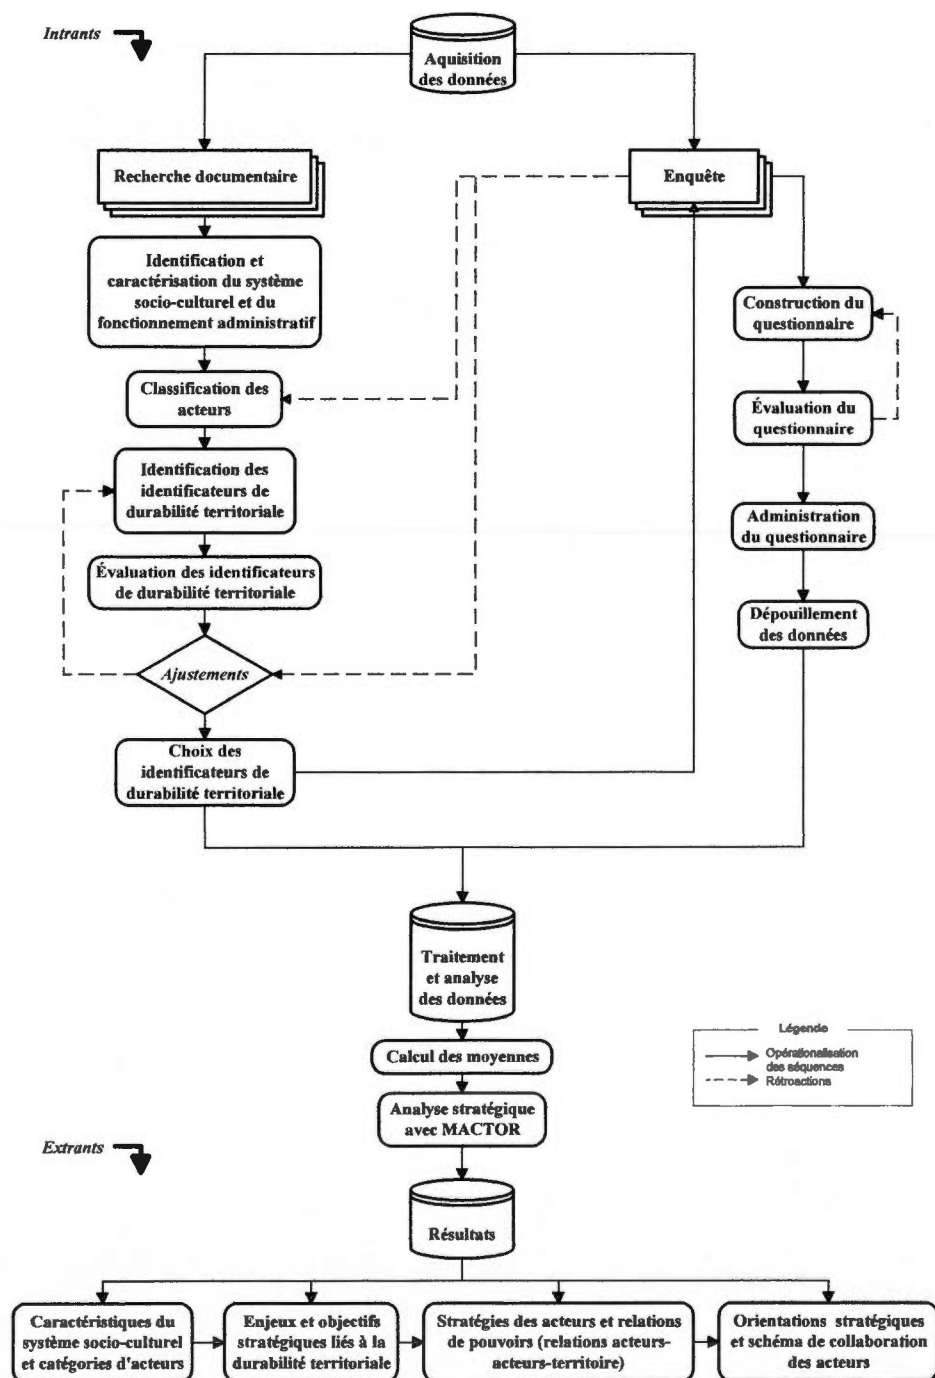 Intrants
Aquisition
des données
Recherche documentaire
Enquête
Identification et
caractérisation du système
socio-culturel et du
fonctionnement administratif
Construction du
questionnaire
Classification des
acteurs
Évaluation du
questionnaire
Identification des
identificateurs de
durabilité territoriale
Administration
du questionnaire
Évaluation des identificateurs
de durabilité territoriale
Dépouillement
des données
Ajustements
Choix des
identificateurs de
durabilité territoriale
Traitement
et analyse
des données
Légende
Opérationalisation
des séquences
Rétroactions
Calcul des moyennes
Analyse stratégique
avec MACTOR
Extrants
Résultats
Caractéristiques du
système socio-culturel
et catégories d'acteurs
Enjeux et objectifs
stratégiques liés à la
durabilité territoriale
Stratégies des acteurs et relations
de pouvoirs (relations acteurs-
acteurs-territoire)
Orientations stratégiques
et schéma de collaboration
des acteurs